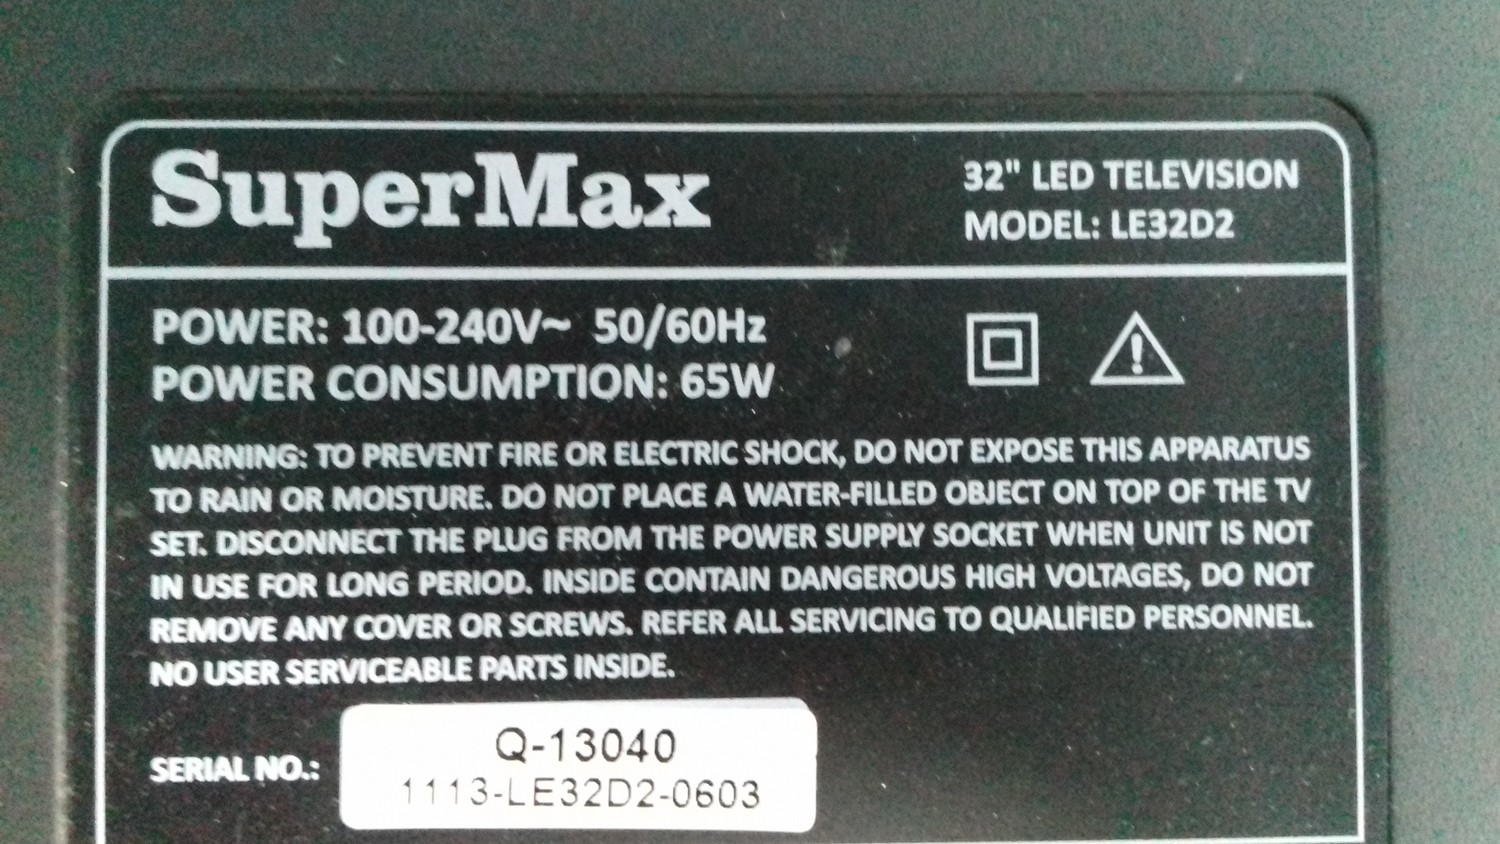 SuperMax
32" LED TELEVISION
MODEL: LE32D2
POWER: 100-240V~ 50/60Hz
POWER CONSUMPTION: 65W
WARNING: TO PREVENT FIRE OR ELECTRIC SHOCK, DO NOT EXPOSE THIS APPARATUS
TO RAIN OR MOISTURE. DO NOT PLACE A WATER-FILLED OBJECT ON TOP OF THE TV
SET. DISCONNECT THE PLUG FROM THE POWER SUPPLY SOCKET WHEN UNIT IS NOT
IN USE FOR LONG PERIOD. INSIDE CONTAIN DANGEROUS HIGH VOLTAGES, DO NOT
REMOVE ANY COVER OR SCREWS. REFER ALL SERVICING TO QUALIFIED PERSONNEL.
NO USER SERVICEABLE PARTS INSIDE.
SERIAL NO.:
Q-13040
1113-LE32D2-0603